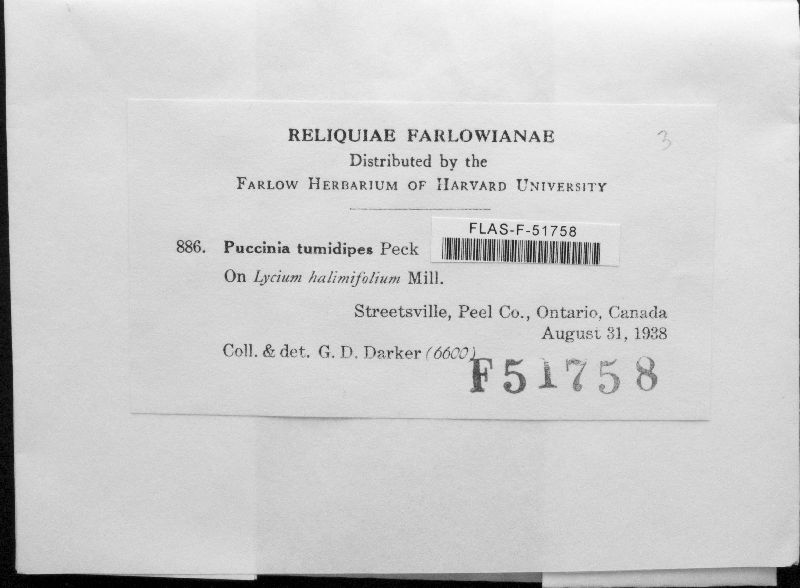 RELIQUIAE FARLOWIANAE
3
Distributed by the
FARLOW HERBARIUM OF HARVARD UNIVERSITY
FLAS-F-51758
886. Puccinia tumidipes Peck
On Lycium halimifolium Mill.
Streetsville, Peel Co., Ontario, Canada
August 31, 1938
Coll. & det. G. D. Darker (6600)
F51758